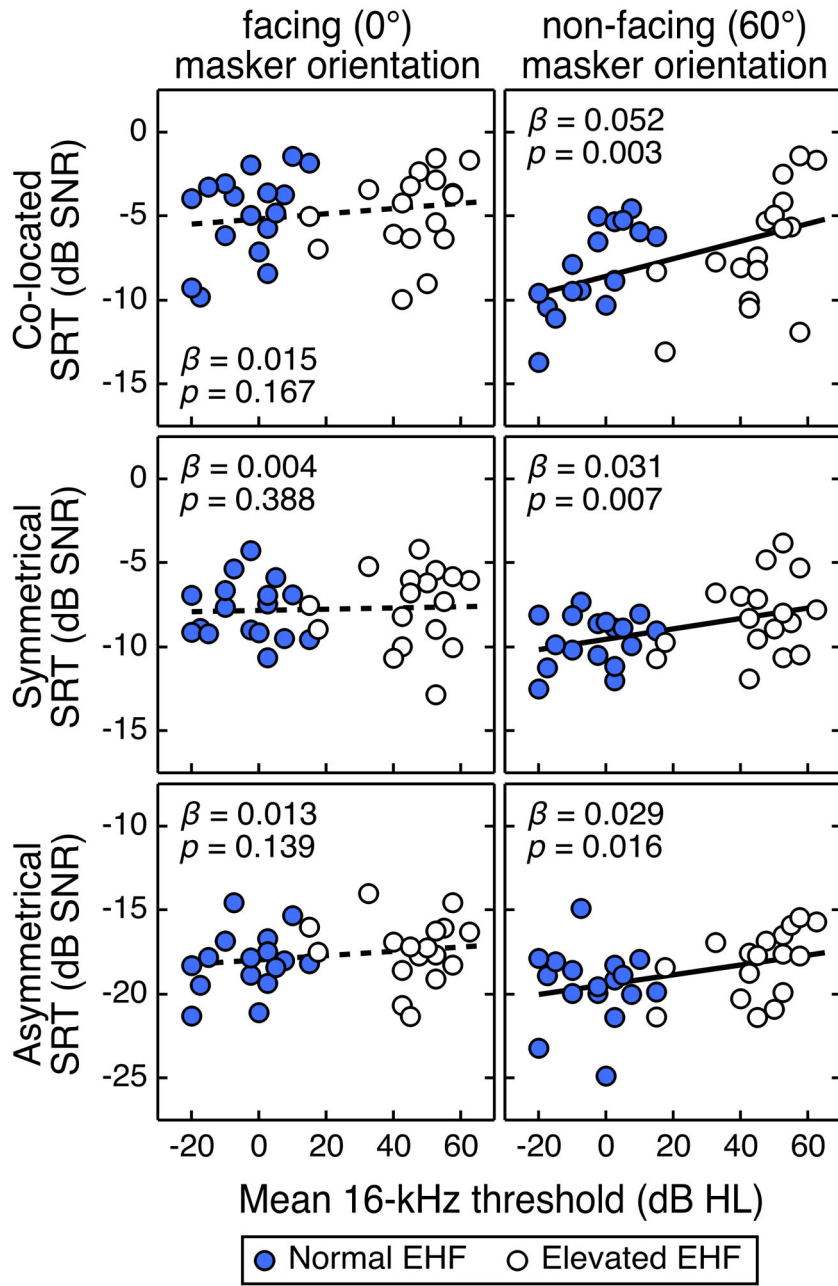 facing (0°)
masker orientation
non-facing (60°)
masker orientation
Co-located
SRT (dB SNR)
0
-5
-10
-15
β = 0.015
p = 0.167
β = 0.052
p = 0.003
Symmetrical
SRT (dB SNR)
0
-5
-10
-15
β = 0.004
p = 0.388
β = 0.031
p = 0.007
Asymmetrical
SRT (dB SNR)
-10
-15
-20
-25
β = 0.013
p = 0.139
β = 0.029
p = 0.016
-20 0 20 40 60
-20 0 20 40 60
Mean 16-kHz threshold (dB HL)
Normal EHF
Elevated EHF